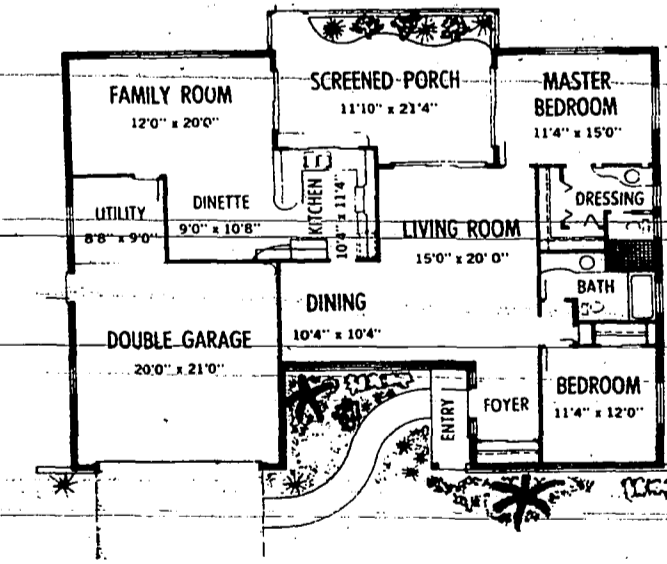 FAMILY ROOM
12'0" x 20'0"
SCREENED PORCH
11'10" x 21'4"
MASTER
BEDROOM
11'4" x 15'0"
UTILITY
8'8" x 9'0"
DINETTE
9'0" x 10'8"
KITCHEN
10'4" x 11'4"
LIVING ROOM
15'0" x 20'0"
DRESSING
BATH
DINING
10'4" x 10'4"
DOUBLE GARAGE
20'0" x 21'0"
ENTRY
FOYER
BEDROOM
11'4" x 12'0"